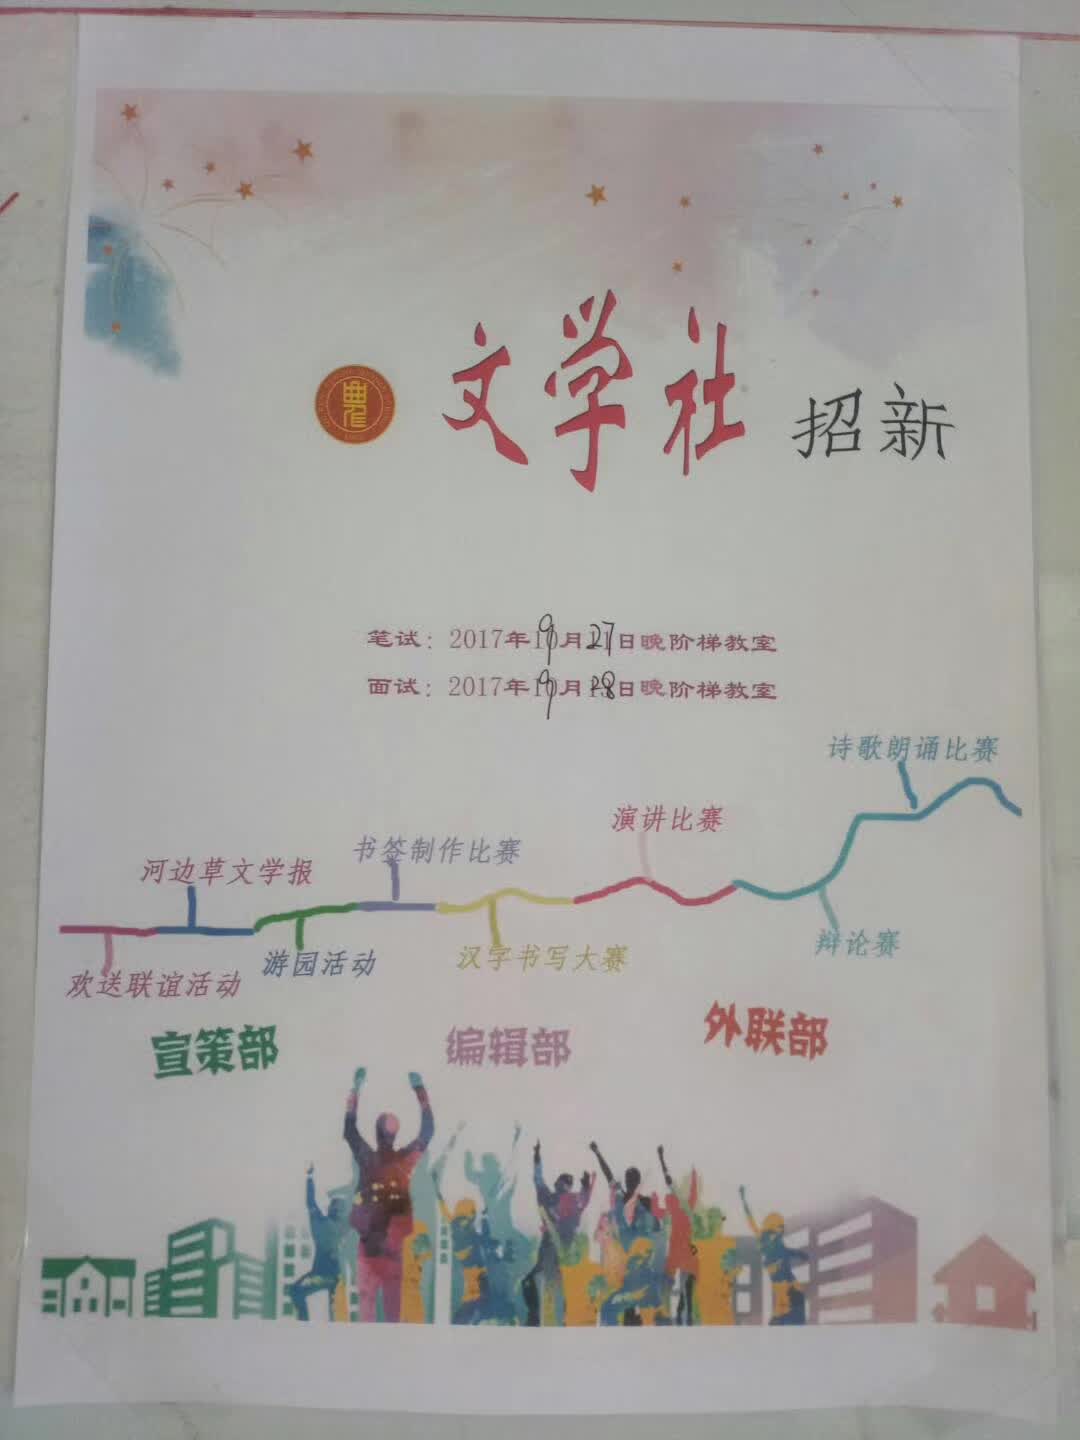 文学社 招新
笔试：2017年9月27日晚阶梯教室
面试：2017年9月28日晚阶梯教室
诗歌朗诵比赛
演讲比赛
书签制作比赛
河边草文学报
辩论赛
汉字书写大赛
游园活动
欢送联谊活动
宣策部
编辑部
外联部